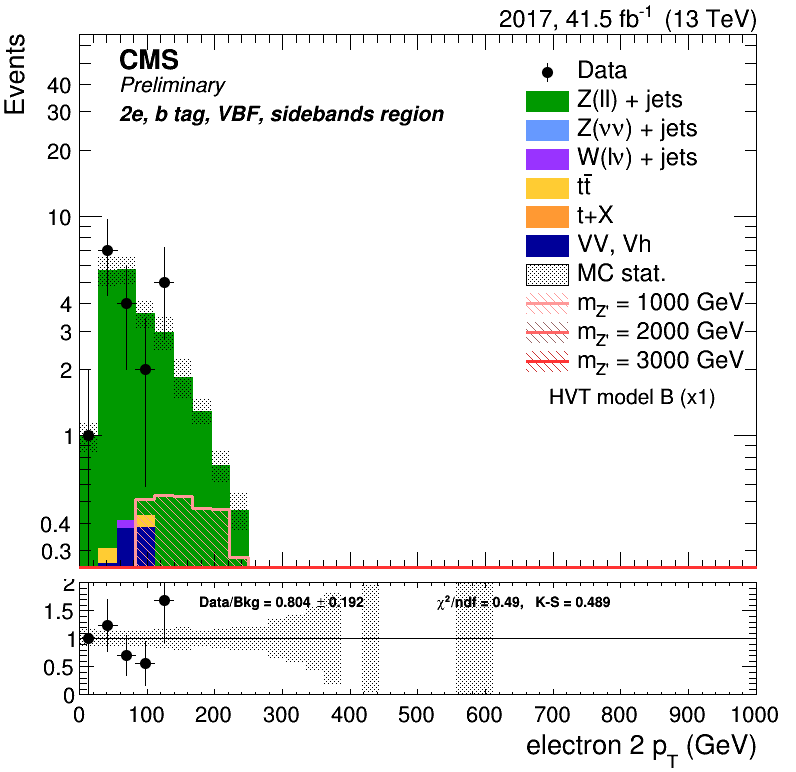 2017, 41.5 fb⁻¹ (13 TeV)
Events
CMS
Preliminary
2e, b tag, VBF, sidebands region
Data
Z(ll) + jets
Z(νν) + jets
W(lν) + jets
tt̄
t+X
VV, Vh
MC stat.
m_Z' = 1000 GeV
m_Z' = 2000 GeV
m_Z' = 3000 GeV
HVT model B (x1)
40
30
20
10
4
3
2
1
0.4
0.3
Data/Bkg = 0.804 ± 0.192 χ²/ndf = 0.49, K-S = 0.489
2
1.5
1
0.5
0
0 100 200 300 400 500 600 700 800 900 1000
electron 2 p_T (GeV)